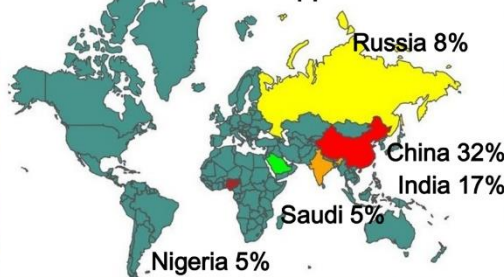 Russia 8%
China 32%
India 17%
Saudi 5%
Nigeria 5%